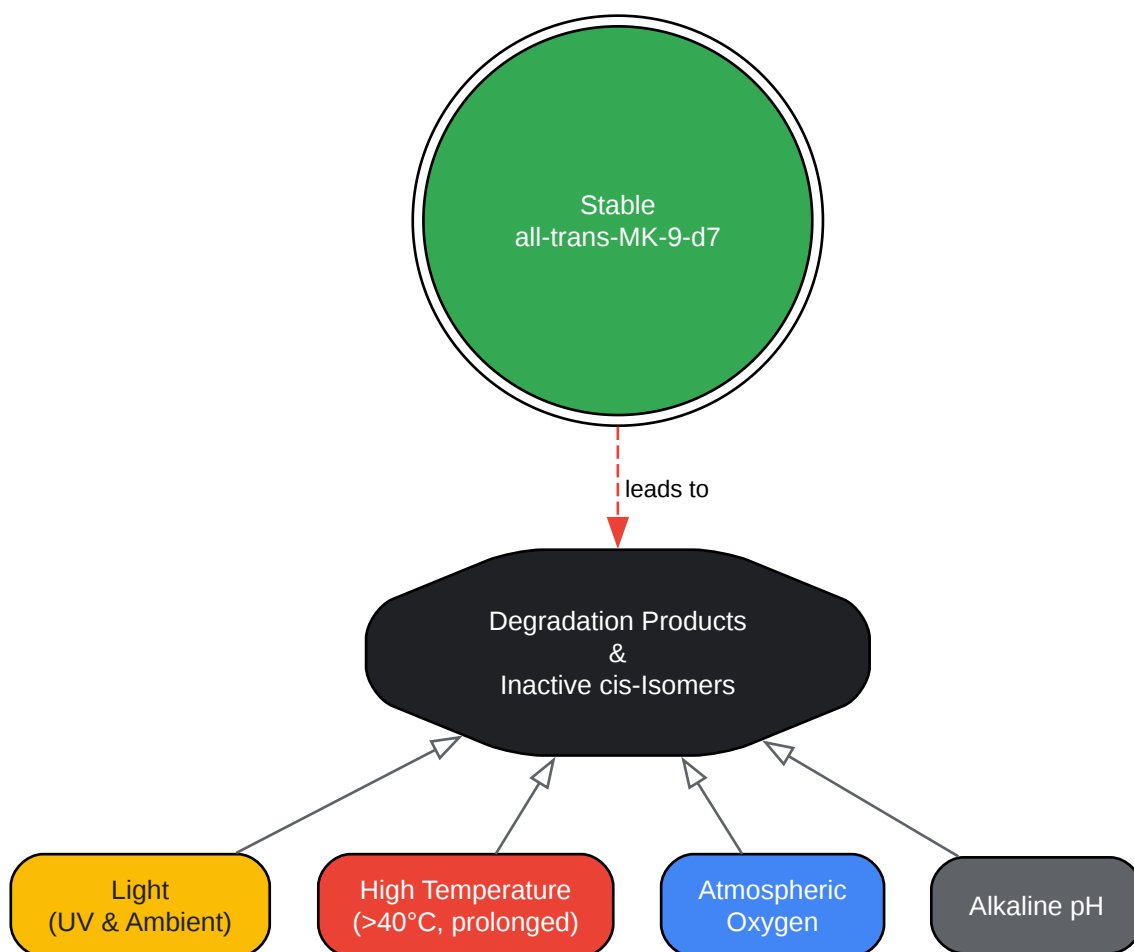 Stable
all-trans-MK-9-d7
leads to
Degradation Products
&
Inactive cis-Isomers
Light
(UV & Ambient)
High Temperature
(>40°C, prolonged)
Atmospheric
Oxygen
Alkaline pH